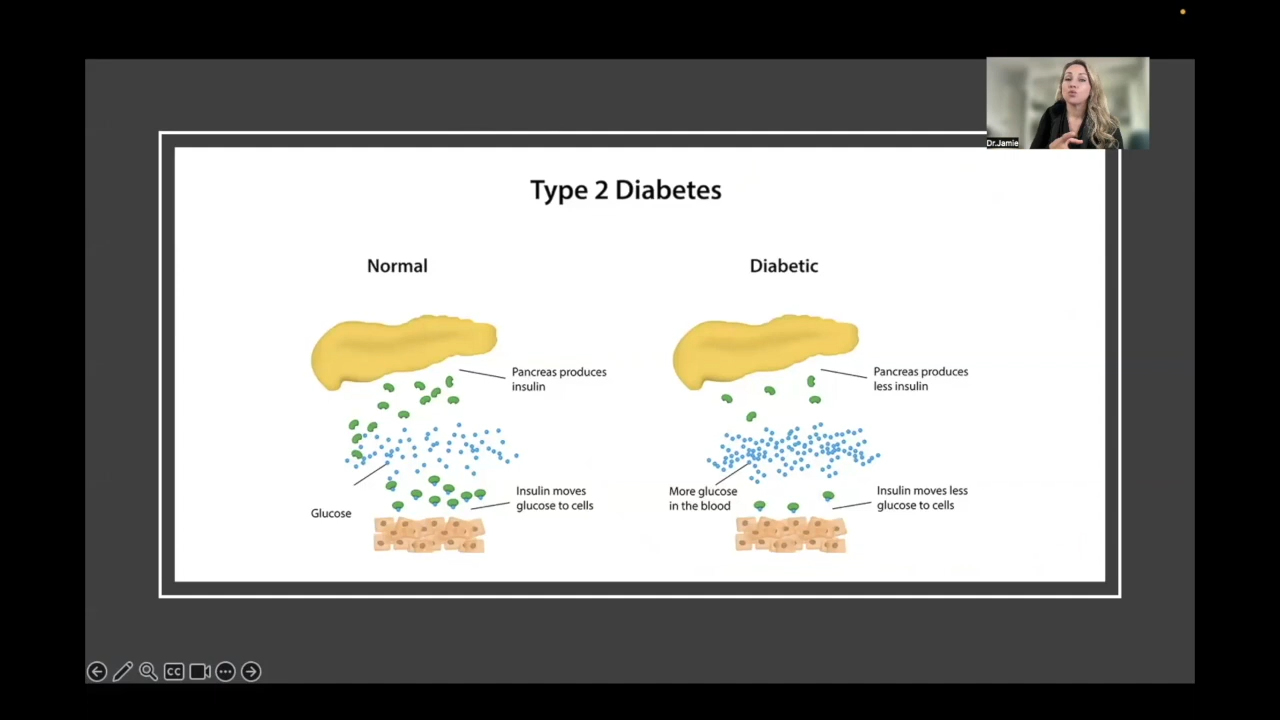 Dr.Jamie
Type 2 Diabetes
Normal
Pancreas produces
insulin
Glucose
Insulin moves
glucose to cells
Diabetic
Pancreas produces
less insulin
More glucose
in the blood
Insulin moves less
glucose to cells
CC